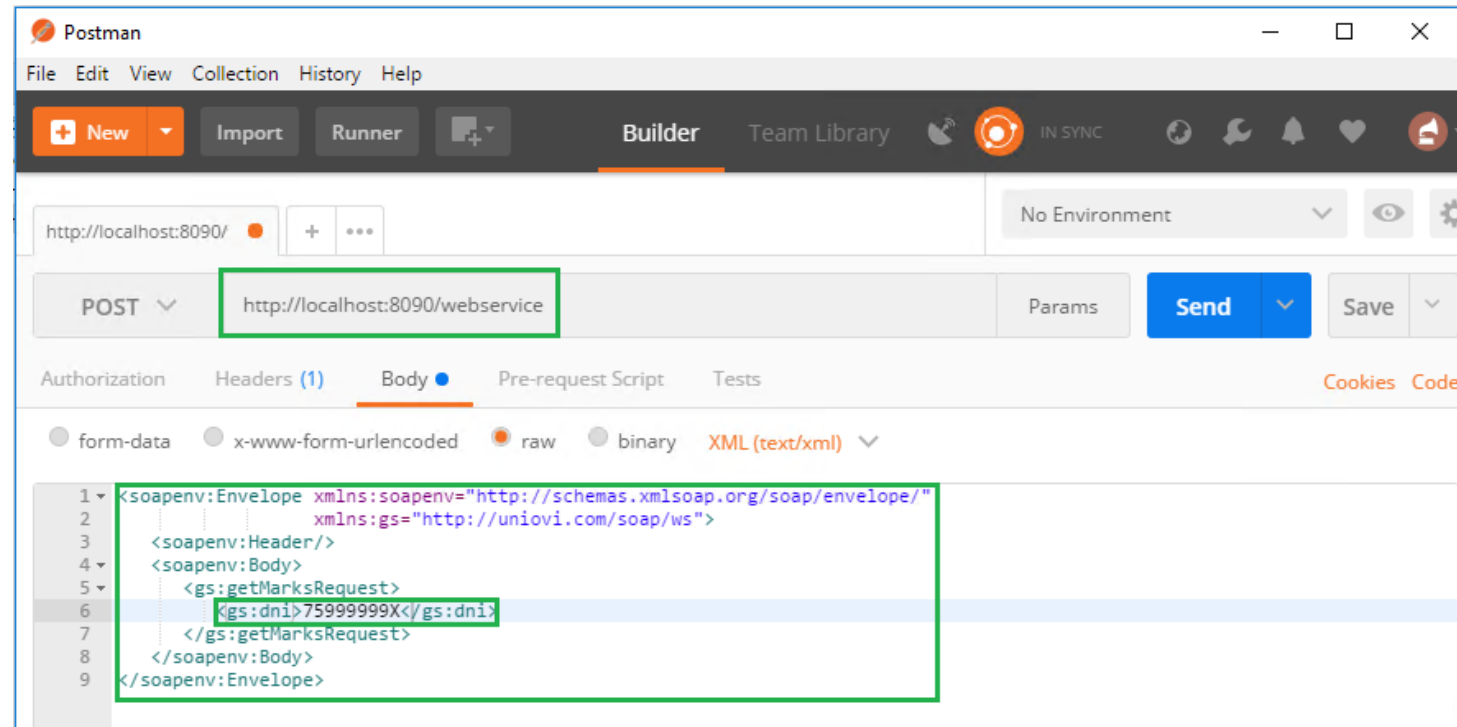 Postman
File Edit View Collection History Help
New Import Runner Builder Team Library IN SYNC
http://localhost:8090/ + ••• No Environment
POST http://localhost:8090/webservice Params Send Save
Authorization Headers (1) Body Pre-request Script Tests Cookies Code
form-data x-www-form-urlencoded raw binary XML (text/xml)
1 <soapenv:Envelope xmlns:soapenv="http://schemas.xmlsoap.org/soap/envelope/"
2 xmlns:gs="http://uniovi.com/soap/ws">
3 <soapenv:Header/>
4 <soapenv:Body>
5 <gs:getMarksRequest>
6 <gs:dni>75999999X</gs:dni>
7 </gs:getMarksRequest>
8 </soapenv:Body>
9 </soapenv:Envelope>